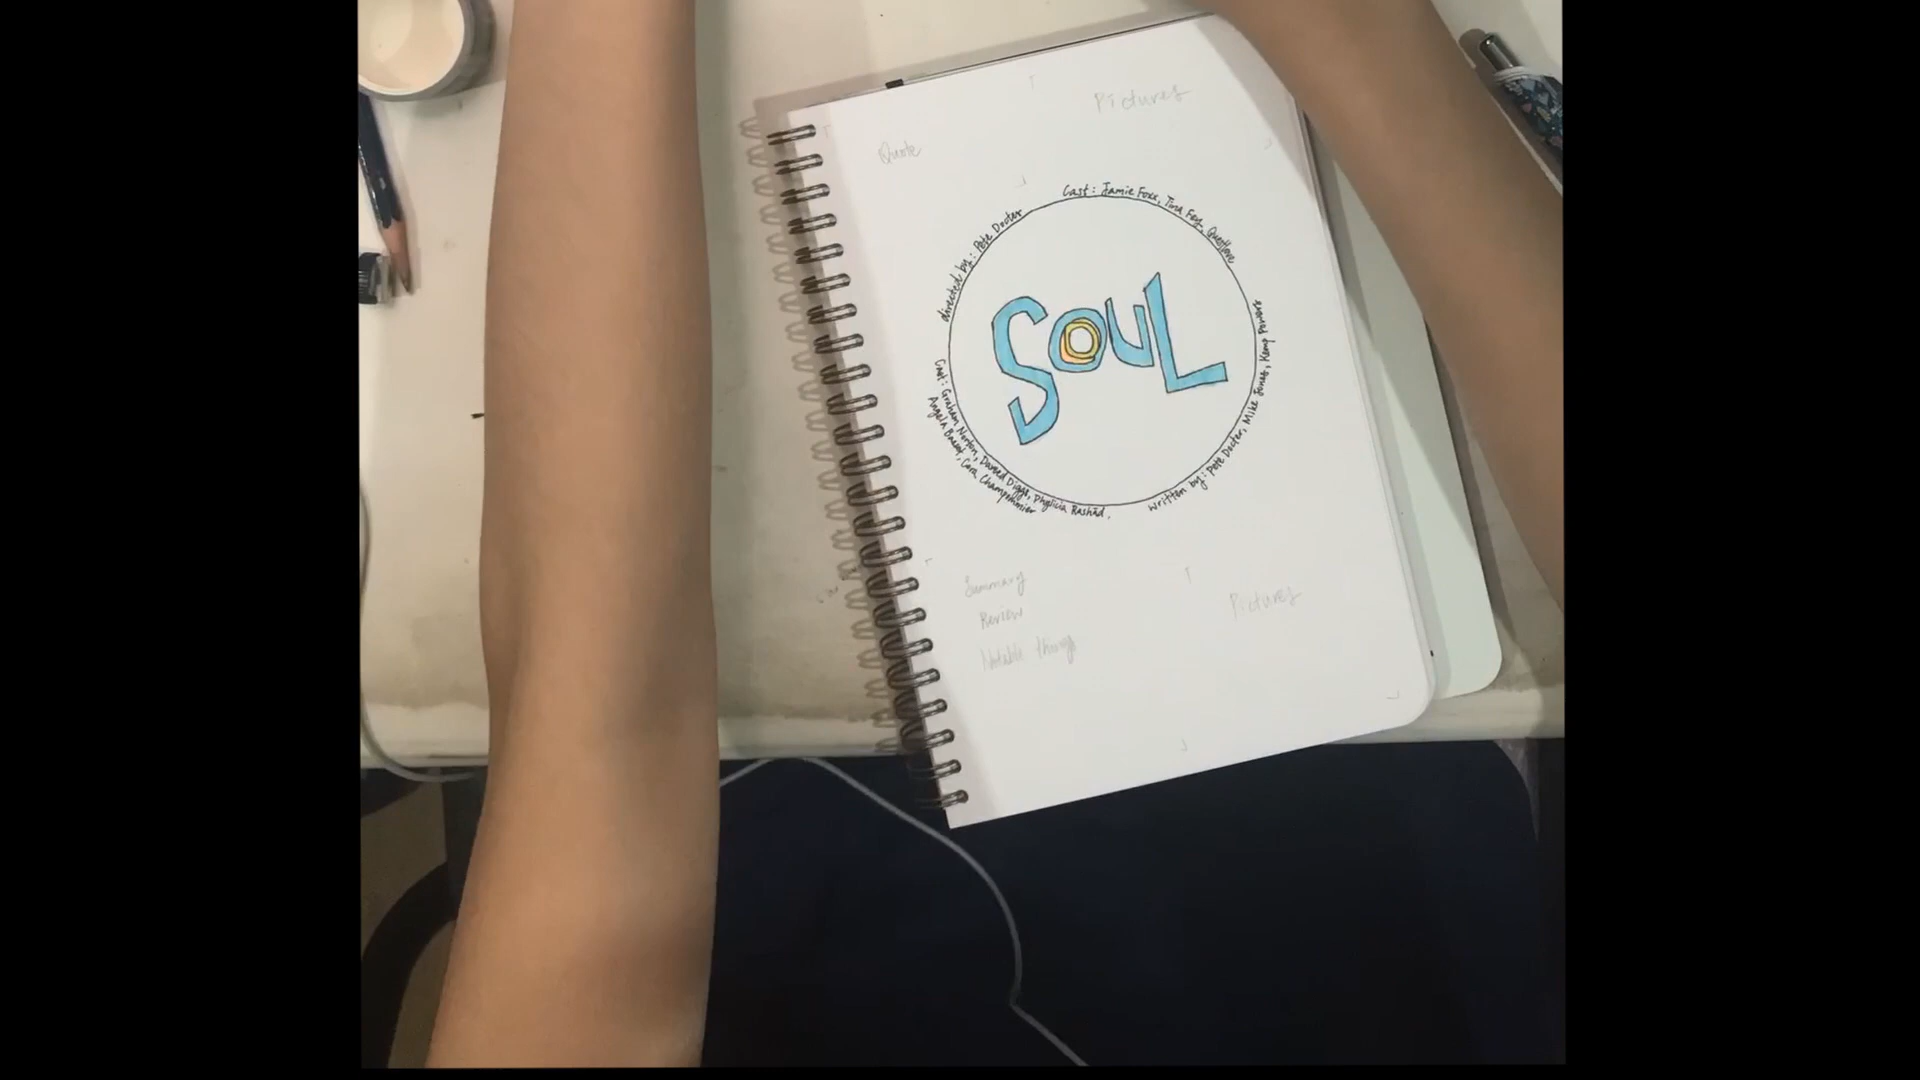 Pictures
Quote
Cast: Jamie Foxx, Tina Fey, Questlove
directed by: Pete Docter
SOUL
Cast: Graham Norton, Daveed Diggs, Phylicia Rashad,
Angela Bassett, Cora Champommier
Written by: Pete Docter, Mike Jones, Kemp Powers
Summary
Review
Notable things
Pictures